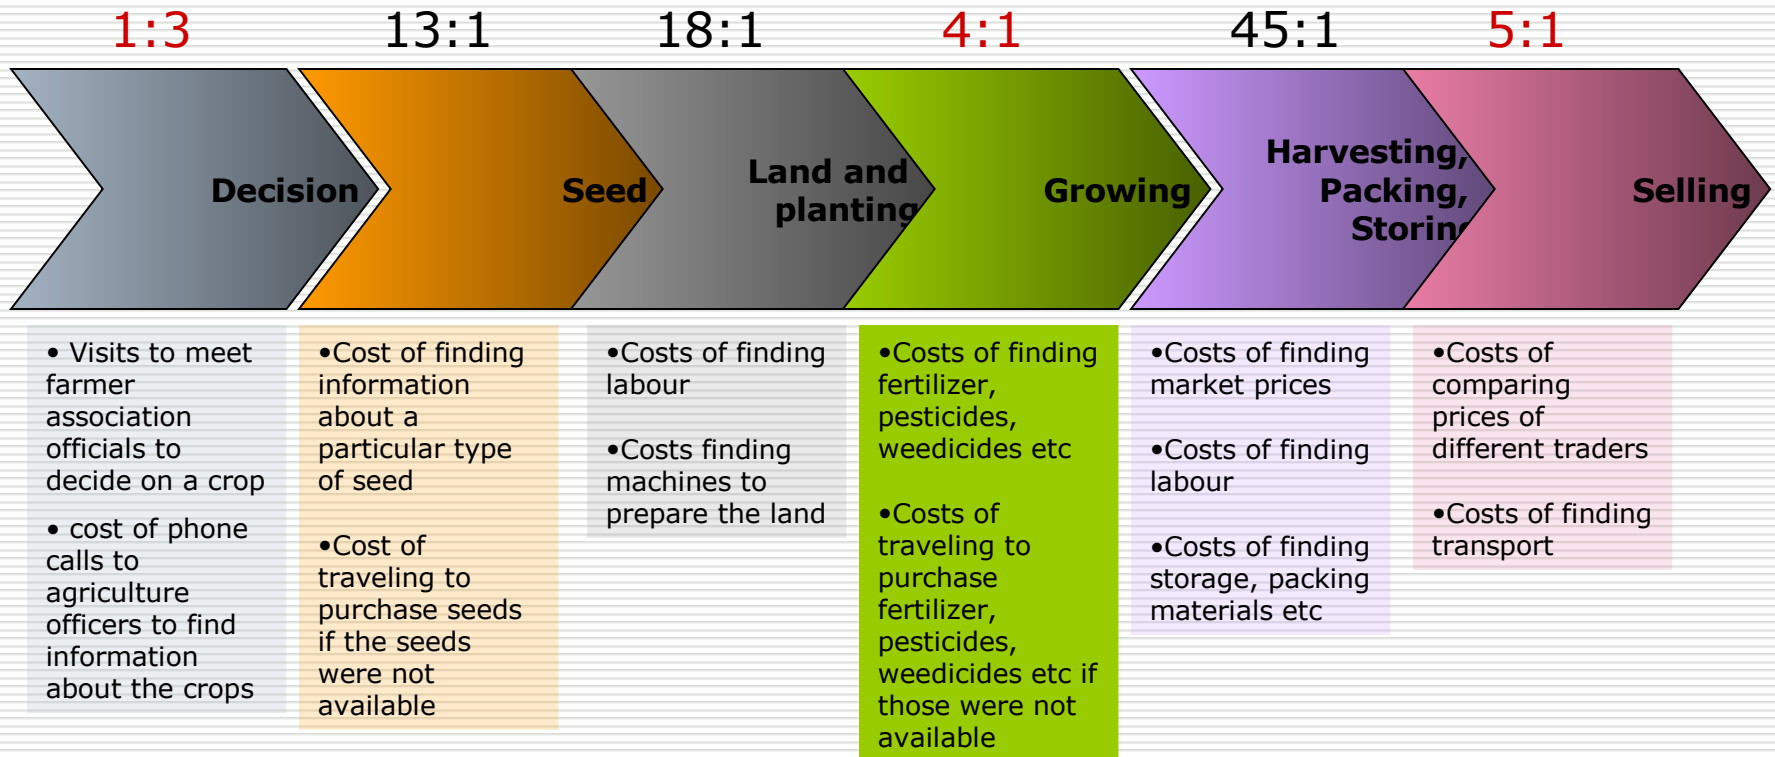 1:3
13:1
18:1
4:1
45:1
5:1
Decision
Seed
Land and
planting
Growing
Harvesting,
Packing,
Storing
Selling
• Visits to meet
farmer
association
officials to
decide on a crop
• cost of phone
calls to
agriculture
officers to find
information
about the crops
•Cost of finding
information
about a
particular type
of seed
•Cost of
traveling to
purchase seeds
if the seeds
were not
available
•Costs of finding
labour
•Costs finding
machines to
prepare the land
•Costs of finding
fertilizer,
pesticides,
weedicides etc
•Costs of
traveling to
purchase
fertilizer,
pesticides,
weedicides etc if
those were not
available
•Costs of finding
market prices
•Costs of finding
labour
•Costs of finding
storage, packing
materials etc
•Costs of
comparing
prices of
different traders
•Costs of finding
transport